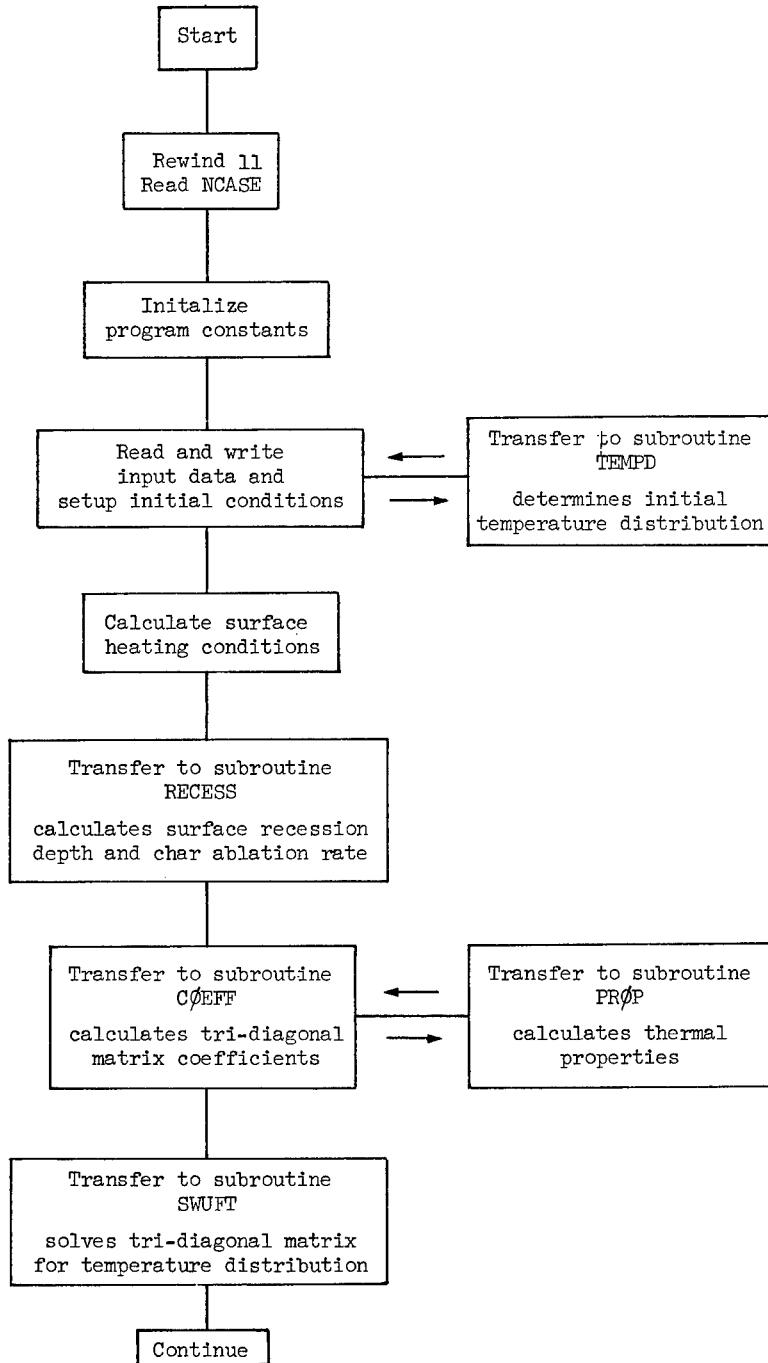 Start
Rewind 11
Read NCASE
Initalize
program constants
Read and write
input data and
setup initial conditions
Transfer to subroutine
TEMPD
determines initial
temperature distribution
Calculate surface
heating conditions
Transfer to subroutine
RECESS
calculates surface recession
depth and char ablation rate
Transfer to subroutine
CØEFF
calculates tri-diagonal
matrix coefficients
Transfer to subroutine
PRØP
calculates thermal
properties
Transfer to subroutine
SWUFT
solves tri-diagonal matrix
for temperature distribution
Continue